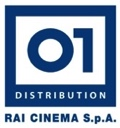 01
DISTRIBUTION
RAI CINEMA S.p.A.